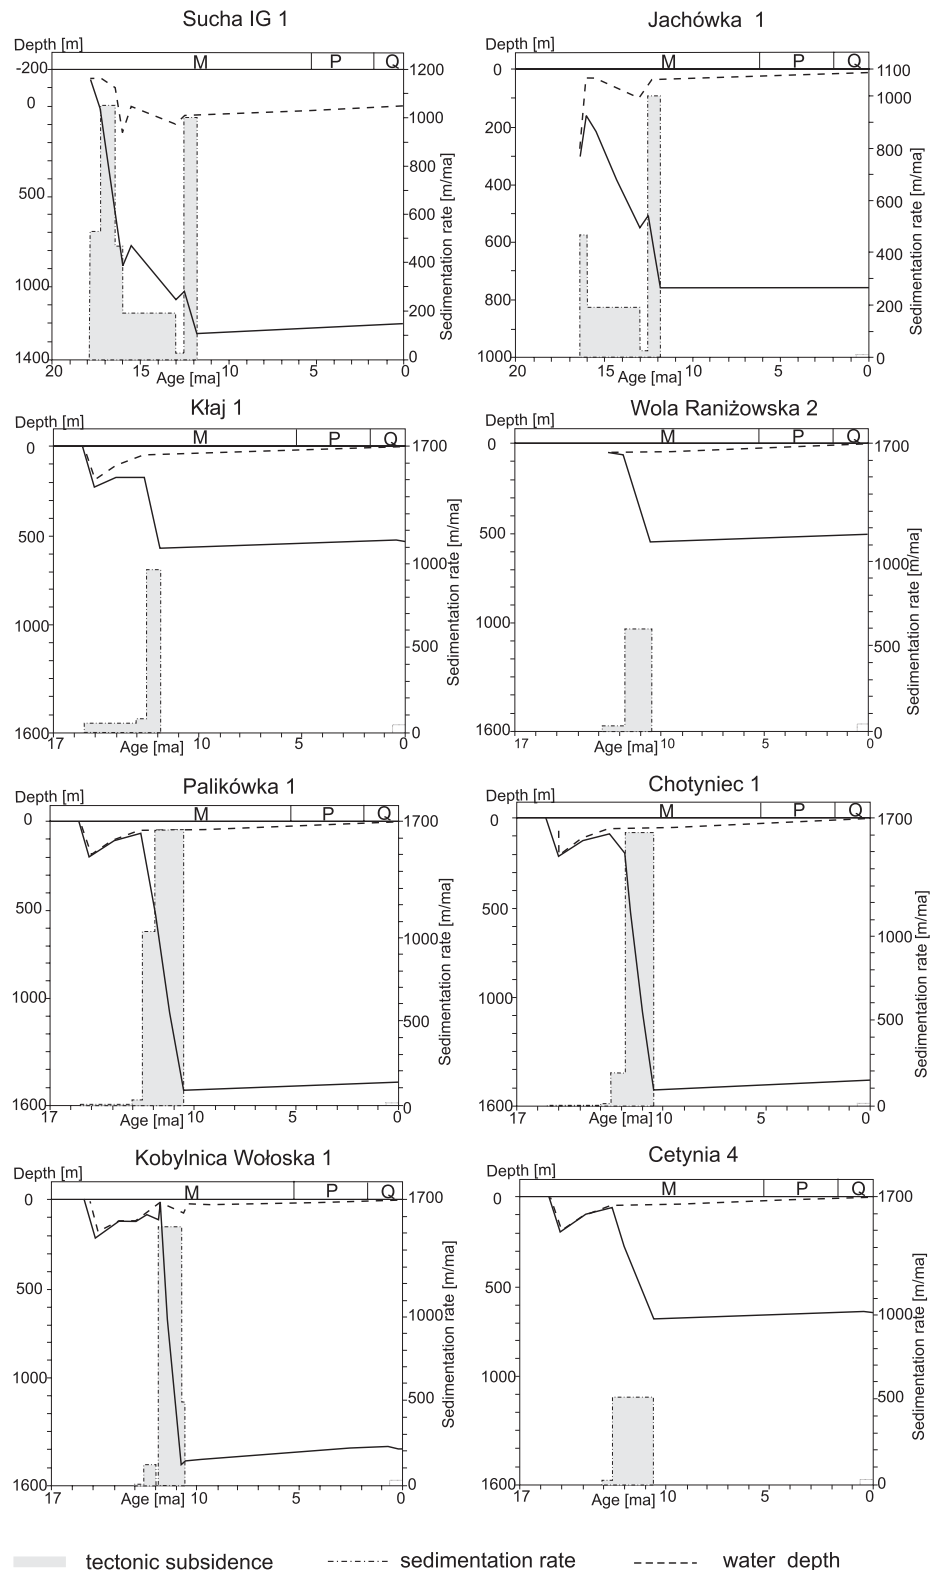 Sucha IG 1
Depth [m]
M P Q
-200
0
500
1000
1400
1200
1000
800
600
400
200
0
Sedimentation rate [m/ma]
20 15 10 5 0
Age [ma]
Jachówka 1
Depth [m]
M P Q
0
200
400
600
800
1000
1100
1000
800
600
400
200
0
Sedimentation rate [m/ma]
20 15 10 5 0
Age [ma]
Kłaj 1
Depth [m]
M P Q
0
500
1000
1600
1700
1000
500
0
Sedimentation rate [m/ma]
17 10 5 0
Age [ma]
Wola Raniżowska 2
Depth [m]
M P Q
0
500
1000
1600
1700
1000
500
0
Sedimentation rate [m/ma]
17 10 5 0
Age [ma]
Palikówka 1
Depth [m]
M P Q
0
500
1000
1600
1700
1000
500
0
Sedimentation rate [m/ma]
17 10 5 0
Age [ma]
Chotyniec 1
Depth [m]
M P Q
0
500
1000
1600
1700
1000
500
0
Sedimentation rate [m/ma]
17 10 5 0
Age [ma]
Kobylnica Wołoska 1
Depth [m]
M P Q
0
500
1000
1600
1700
1000
500
0
Sedimentation rate [m/ma]
17 10 5 0
Age [ma]
Cetynia 4
Depth [m]
M P Q
0
500
1000
1600
1700
1000
500
0
Sedimentation rate [m/ma]
17 10 5 0
Age [ma]
tectonic subsidence sedimentation rate water depth